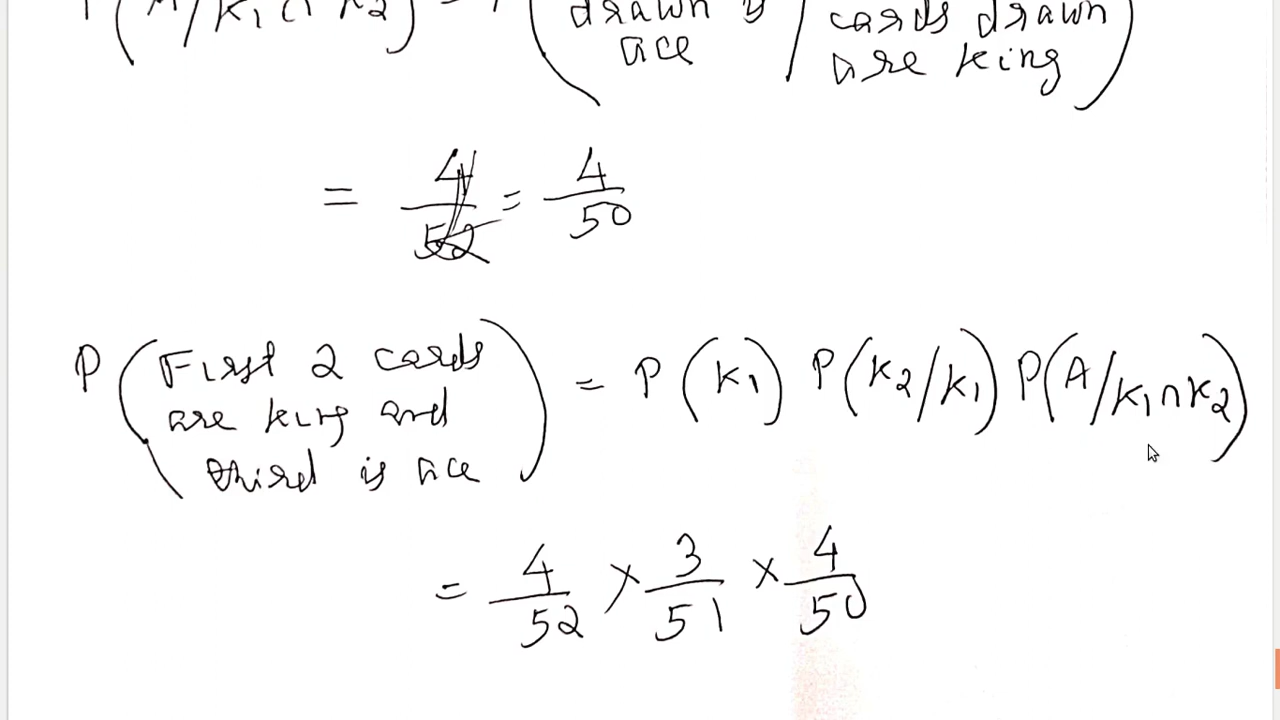 P(A/K1∩K2) = P(drawn is / cards drawn
ace / are king)
= 4/52 = 4/50
P(First 2 cards are king and third is ace) = P(K1) P(K2/K1) P(A/K1∩K2)
= 4/52 × 3/51 × 4/50